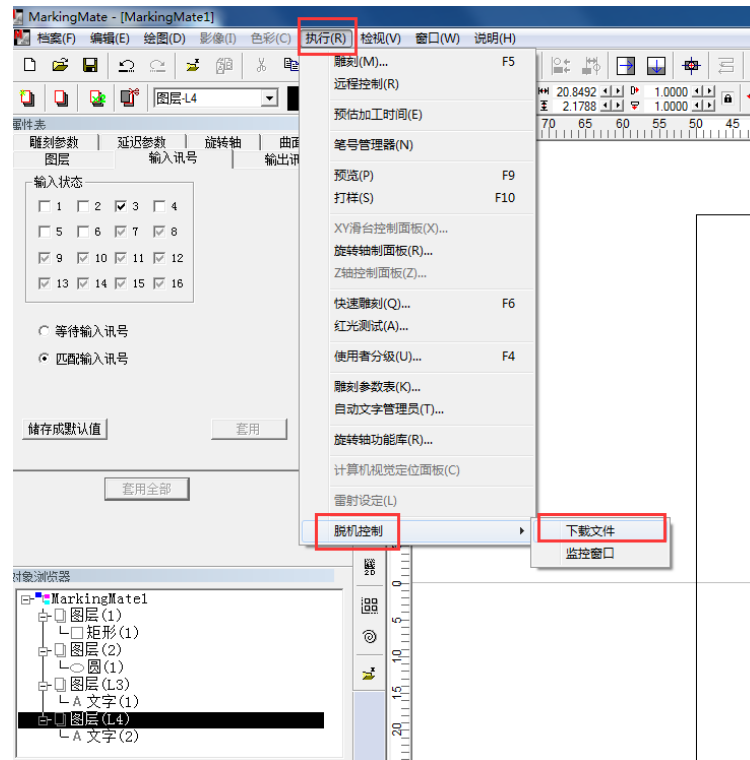 MarkingMate - [MarkingMate1]
档案(F) 编辑(E) 绘图(D) 影像(I) 色彩(C) 执行(R) 检视(V) 窗口(W) 说明(H)
图层-L4
20.8492 1.0000
2.1788 1.0000
70 65 60 55 50 45
属性表
雕刻参数 延迟参数 旋转轴 曲面
图层 输入讯号 输出讯
输入状态
1 2 3 4
5 6 7 8
9 10 11 12
13 14 15 16
等待输入讯号
匹配输入讯号
储存成默认值 套用
套用全部
雕刻(M)... F5
远程控制(R)
预估加工时间(E)
笔号管理器(N)
预览(P) F9
打样(S) F10
XY滑台控制面板(X)...
旋转轴制面板(R)...
Z轴控制面板(Z)...
快速雕刻(Q)... F6
红光测试(A)...
使用者分级(U)... F4
雕刻参数表(K)...
自动文字管理员(T)...
旋转轴功能库(R)...
计算机视觉定位面板(C)
雷射设定(L)
脱机控制
下载文件
监控窗口
2D
0
5
10
15
20
对象浏览器
MarkingMate1
图层(1)
矩形(1)
图层(2)
圆(1)
图层(L3)
A 文字(1)
图层(L4)
A 文字(2)